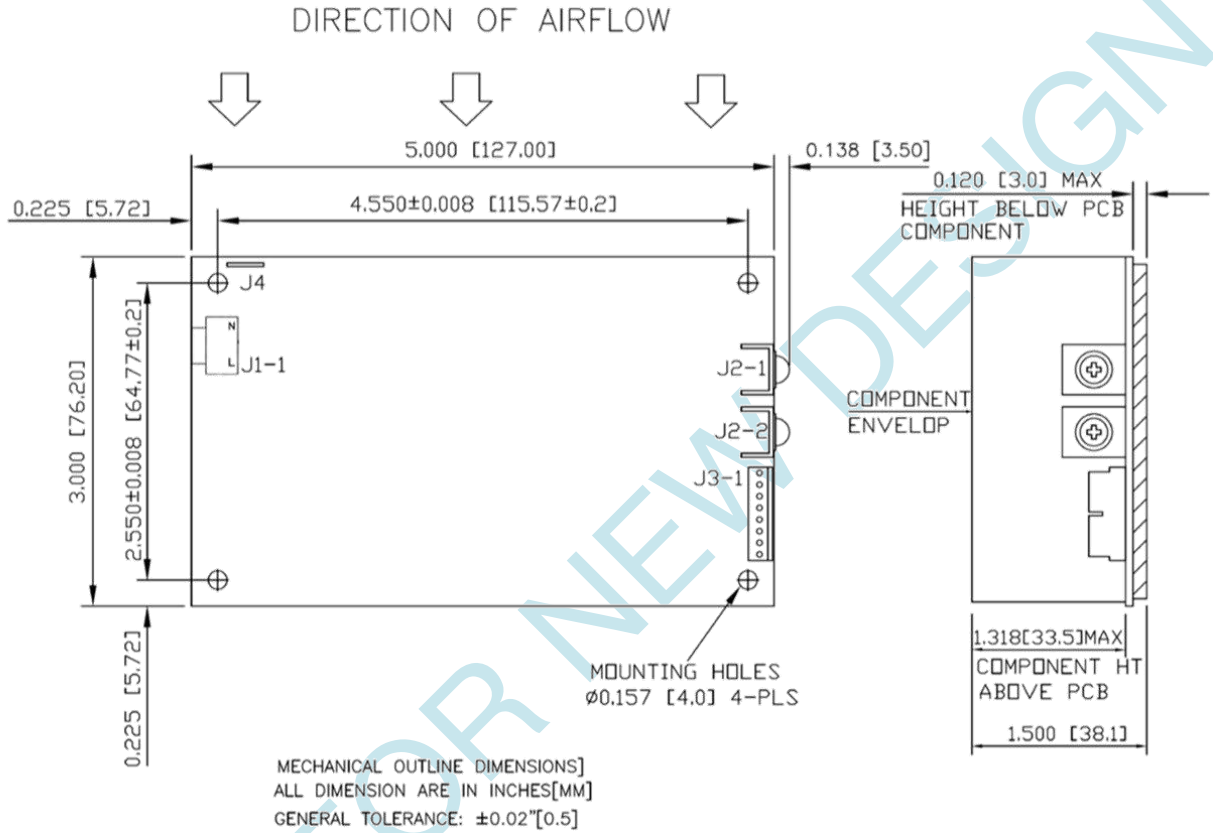 DIRECTION OF AIRFLOW
5.000 [127.00]
0.138 [3.50]
0.225 [5.72]
4.550±0.008 [115.57±0.2]
0.120 [3.0] MAX
HEIGHT BELOW PCB
COMPONENT
J4
N
L
J1-1
3.000 [76.20]
2.550±0.008 [64.77±0.2]
J2-1
J2-2
J3-1
COMPONENT
ENVELOP
0.225 [5.72]
MOUNTING HOLES
ø0.157 [4.0] 4-PLS
1.318[33.5]MAX
COMPONENT HT
ABOVE PCB
1.500 [38.1]
MECHANICAL OUTLINE DIMENSIONS]
ALL DIMENSION ARE IN INCHES[MM]
GENERAL TOLERANCE: ±0.02"[0.5]
FOR NEW DESIGN